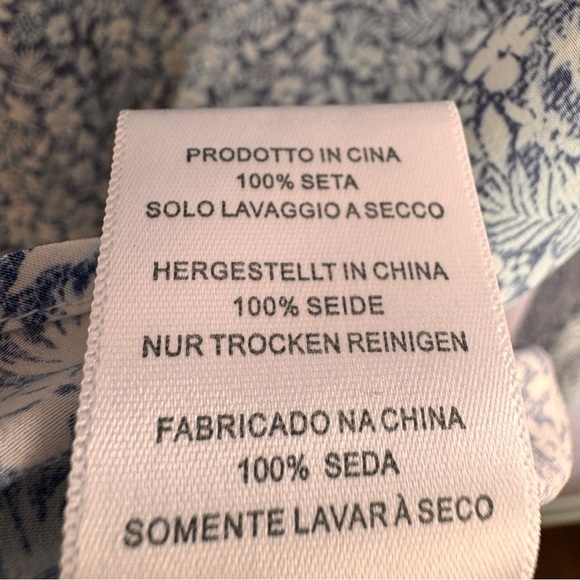 PRODOTTO IN CINA
100% SETA
SOLO LAVAGGIO A SECCO
HERGESTELLT IN CHINA
100% SEIDE
NUR TROCKEN REINIGEN
FABRICADO NA CHINA
100% SEDA
SOMENTE LAVAR À SECO